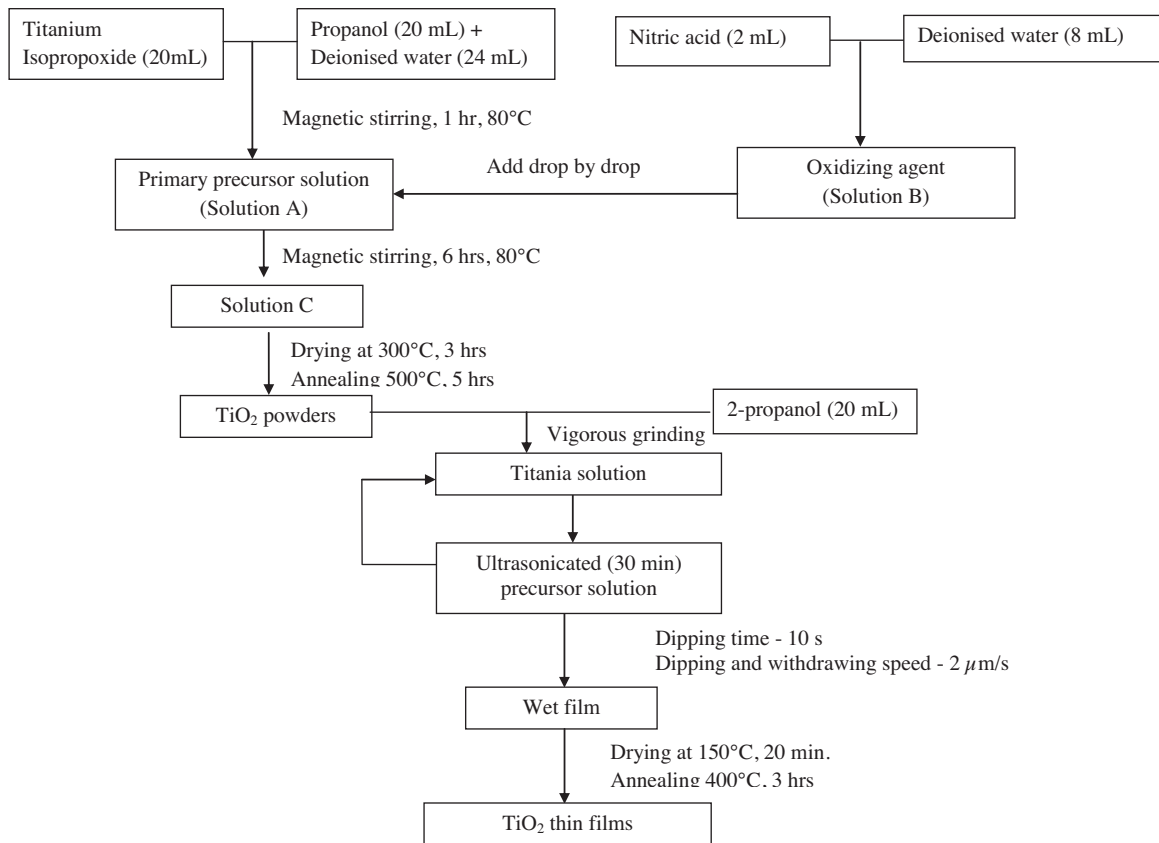 Titanium
Isopropoxide (20mL)
Propanol (20 mL) +
Deionised water (24 mL)
Nitric acid (2 mL)
Deionised water (8 mL)
Magnetic stirring, 1 hr, 80°C
Primary precursor solution
(Solution A)
Add drop by drop
Oxidizing agent
(Solution B)
Magnetic stirring, 6 hrs, 80°C
Solution C
Drying at 300°C, 3 hrs
Annealing 500°C, 5 hrs
TiO₂ powders
2-propanol (20 mL)
Vigorous grinding
Titania solution
Ultrasonicated (30 min)
precursor solution
Dipping time - 10 s
Dipping and withdrawing speed - 2 µm/s
Wet film
Drying at 150°C, 20 min.
Annealing 400°C, 3 hrs
TiO₂ thin films